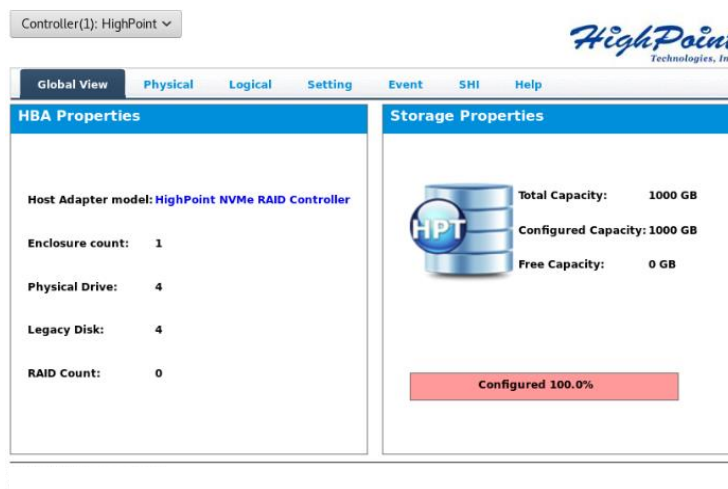 Controller(1): HighPoint
HighPoint
Technologies, In
Global View Physical Logical Setting Event SHI Help
HBA Properties
Host Adapter model: HighPoint NVMe RAID Controller
Enclosure count: 1
Physical Drive: 4
Legacy Disk: 4
RAID Count: 0
Storage Properties
HPT
Total Capacity: 1000 GB
Configured Capacity: 1000 GB
Free Capacity: 0 GB
Configured 100.0%